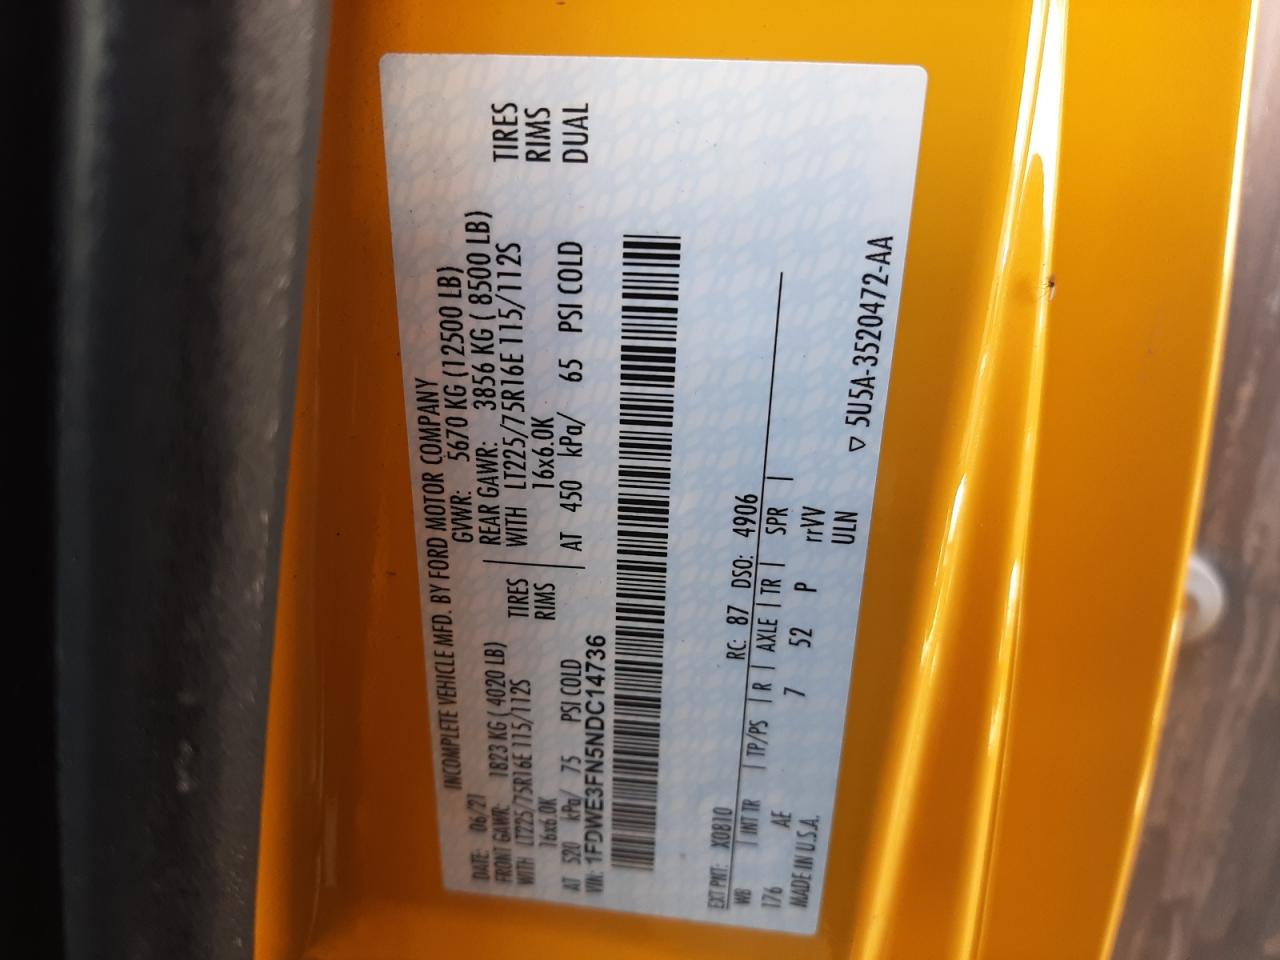 INCOMPLETE VEHICLE MFD. BY FORD MOTOR COMPANY
DATE: 06/21 GVWR: 5670 KG (12500 LB)
FRONT GAWR: 1823 KG ( 4020 LB) REAR GAWR: 3856 KG ( 8500 LB)
WITH LT225/75R16E 115/112S TIRES WITH LT225/75R16E 115/112S TIRES
16x6.0K RIMS 16x6.0K RIMS
AT 520 kPa/ 75 PSI COLD AT 450 kPa/ 65 PSI COLD DUAL
VIN: 1FDWE3FN5NDC14736
EXT PNT: X0810 RC: 87 DSO: 4906
WB INT TR TP/PS R AXLE TR SPR
176 AE 7 52 P rrVV
MADE IN U.S.A. ULN
▽ 5U5A-3520472-AA